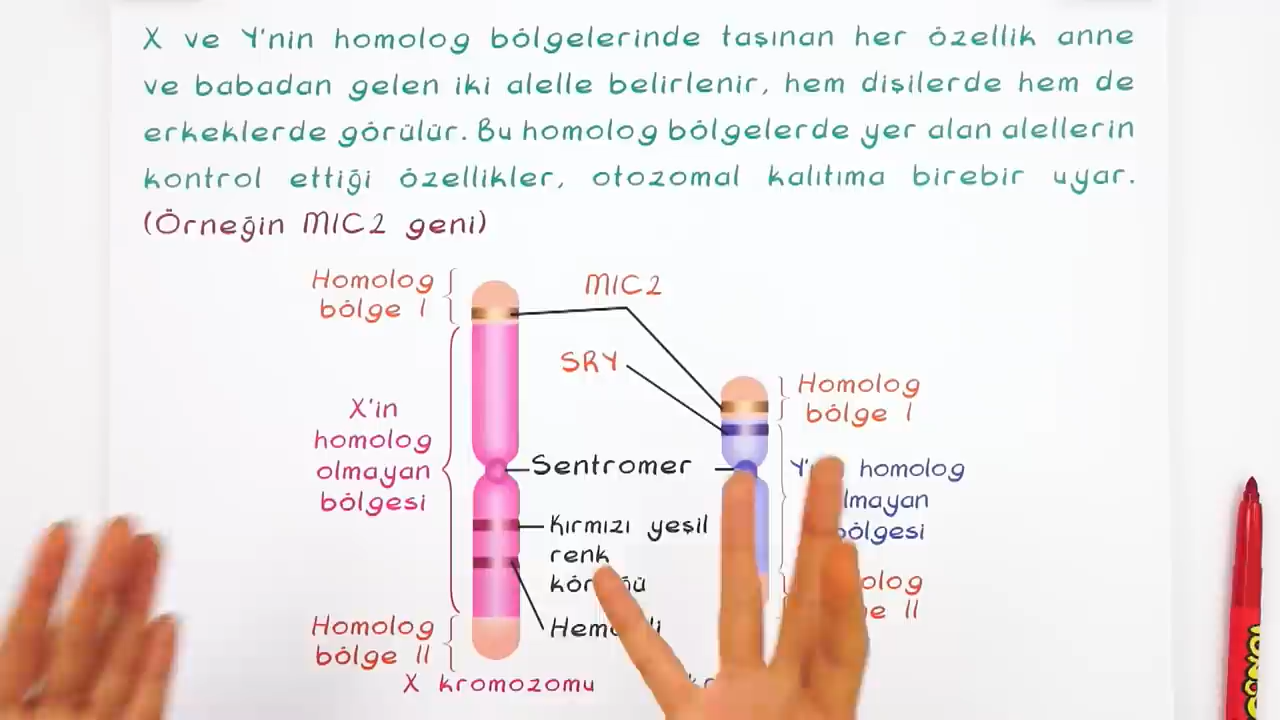 X ve Y'nin homolog bölgelerinde taşınan her özellik anne
ve babadan gelen iki alelle belirlenir, hem dişilerde hem de
erkeklerde görülür. Bu homolog bölgelerde yer alan alellerin
kontrol ettiği özellikler, otozomal kalıtıma birebir uyar.
(Örneğin MIC2 geni)
Homolog
bölge I
MIC2
SRY
Homolog
bölge I
X'in
homolog
olmayan
bölgesi
Sentromer
homolog
Kırmızı yeşil
renk
Homolog
bölge II
X kromozomu